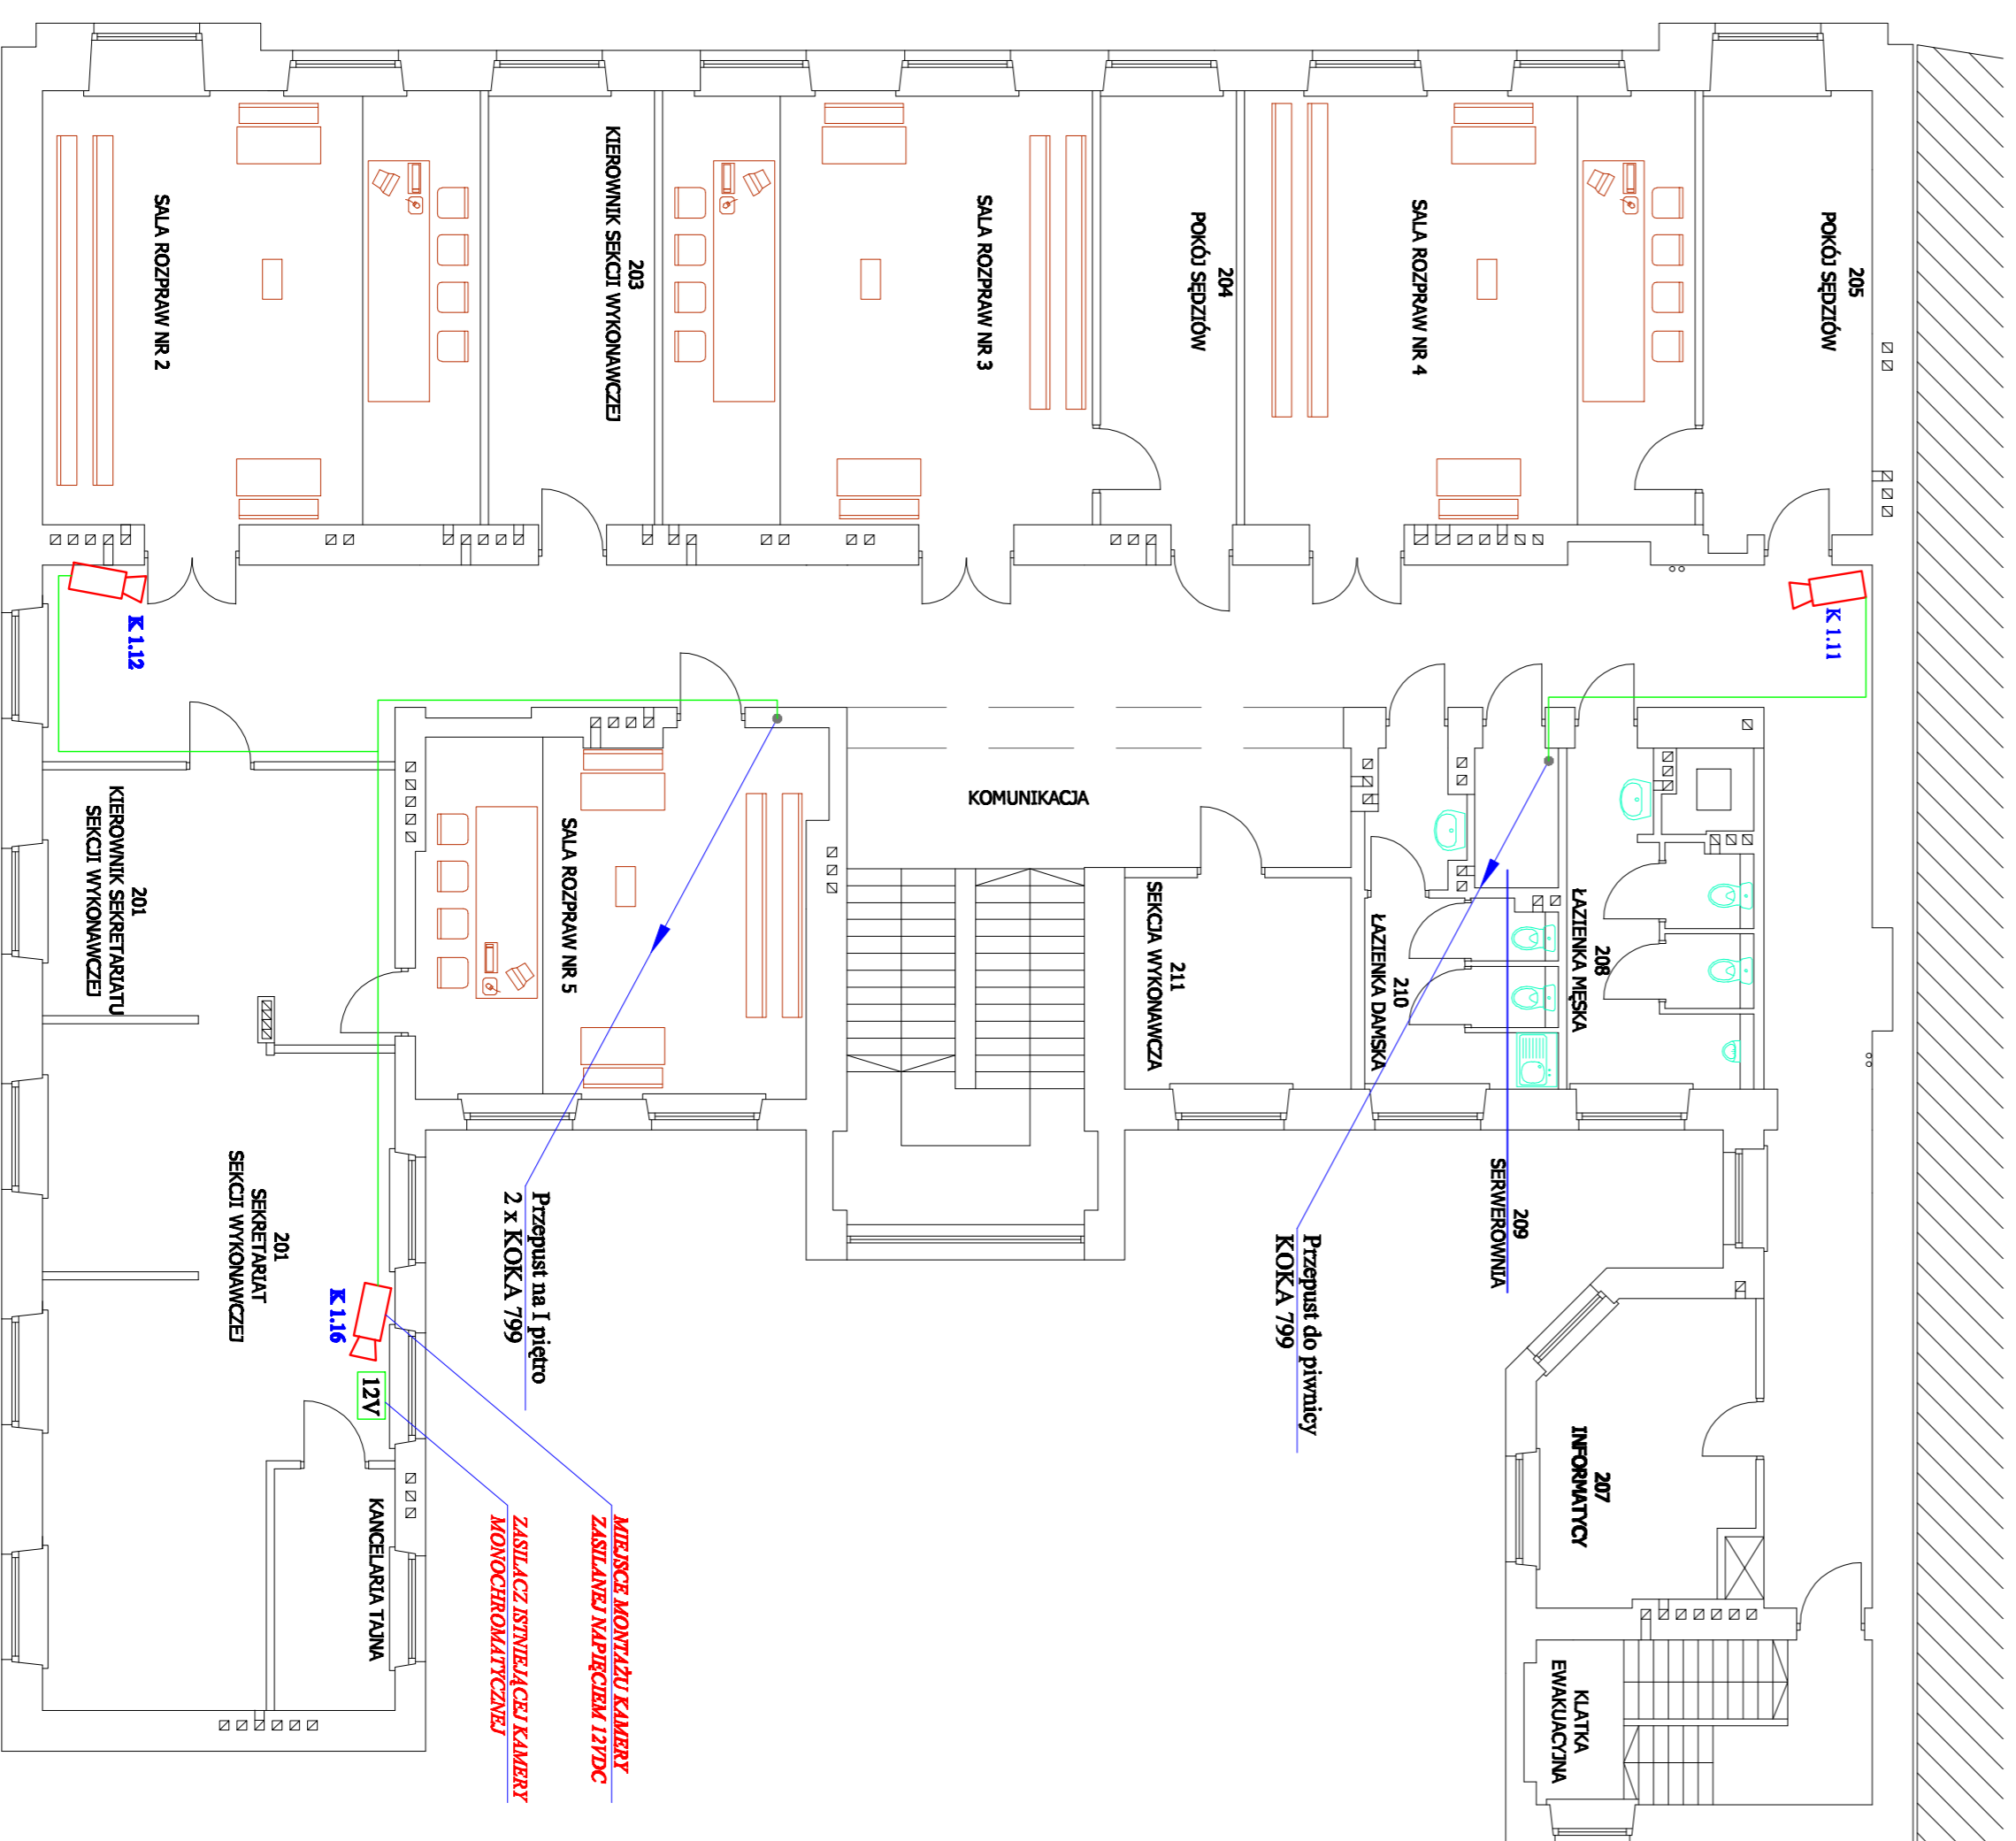 205
POKÓJ SĘDZIÓW
SALA ROZPRAW NR 4
204
POKÓJ SĘDZIÓW
SALA ROZPRAW NR 3
203
KIEROWNIK SEKCJI WYKONAWCZEJ
SALA ROZPRAW NR 2
K 1.11
K 1.12
KOMUNIKACJA
208
ŁAZIENKA MĘSKA
210
ŁAZIENKA DAMSKA
211
SEKCJA WYKONAWCZA
SALA ROZPRAW NR 5
201
KIEROWNIK SEKRETARIATU
SEKCJI WYKONAWCZEJ
209
SERWEROWNIA
Przepust do piwnicy
KOKA 799
Przepust na I piętro
2 x KOKA 799
201
SEKRETARIAT
SEKCJI WYKONAWCZEJ
K 1.16
12V
207
INFORMATYCY
MIEJSCE MONTAŻU KAMERY
ZASILANEJ NAPIĘCIEM 12VDC
ZASILACZ ISTNIEJĄCEJ KAMERY
MONOCHROMATYCZNEJ
KANCELARIA TAJNA
KLATKA
EWAKUACYJNA